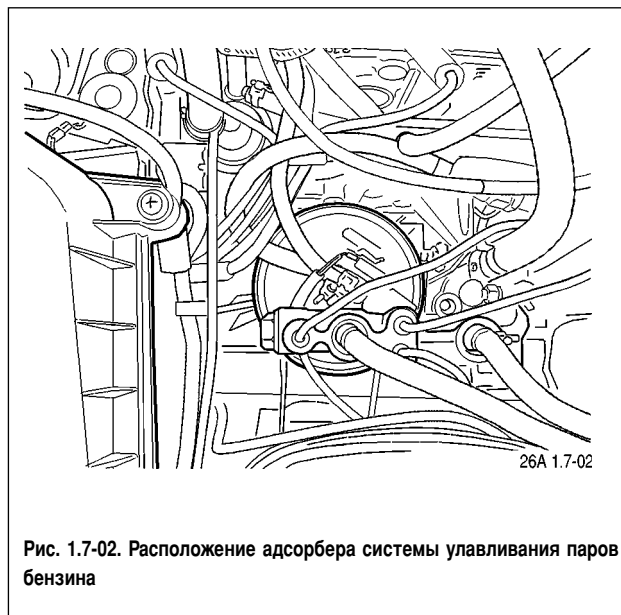 26A 1.7-02
Рис. 1.7-02. Расположение адсорбера системы улавливания паров
бензина